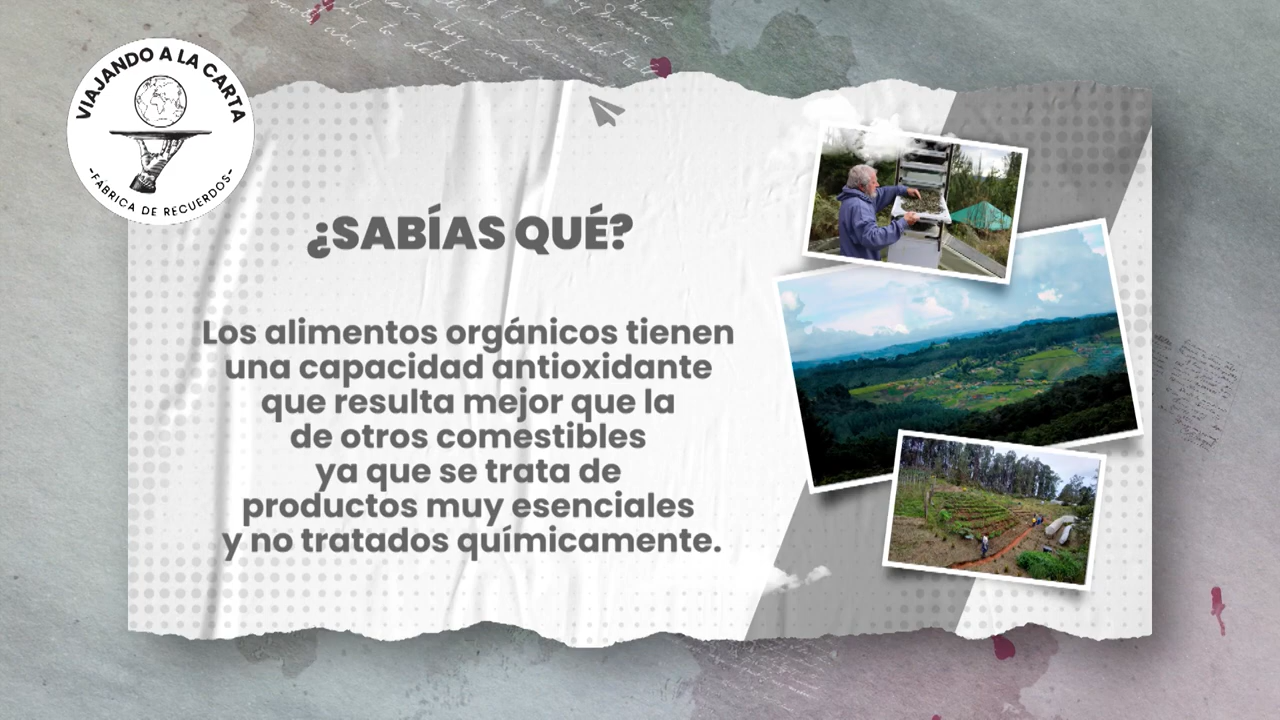 VIAJANDO A LA CARTA
-FÁBRICA DE RECUERDOS-
¿SABÍAS QUÉ?
Los alimentos orgánicos tienen
una capacidad antioxidante
que resulta mejor que la
de otros comestibles
ya que se trata de
productos muy esenciales
y no tratados químicamente.